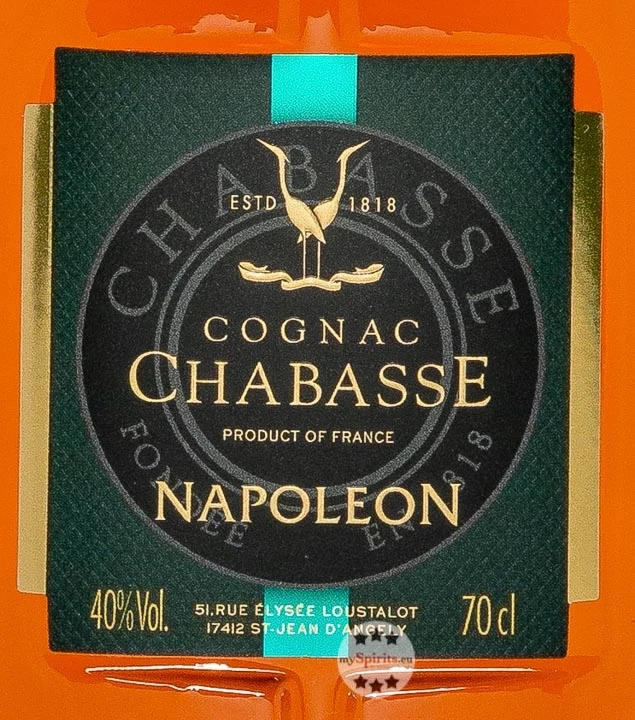 CHABASSE
ESTD 1818
COGNAC
CHABASSE
PRODUCT OF FRANCE
NAPOLEON
FONDÉE EN 1818
40% Vol.
51, RUE ÉLYSÉE LOUSTALOT
17412 ST-JEAN D'ANGELY
70 cl
mySpirits.eu